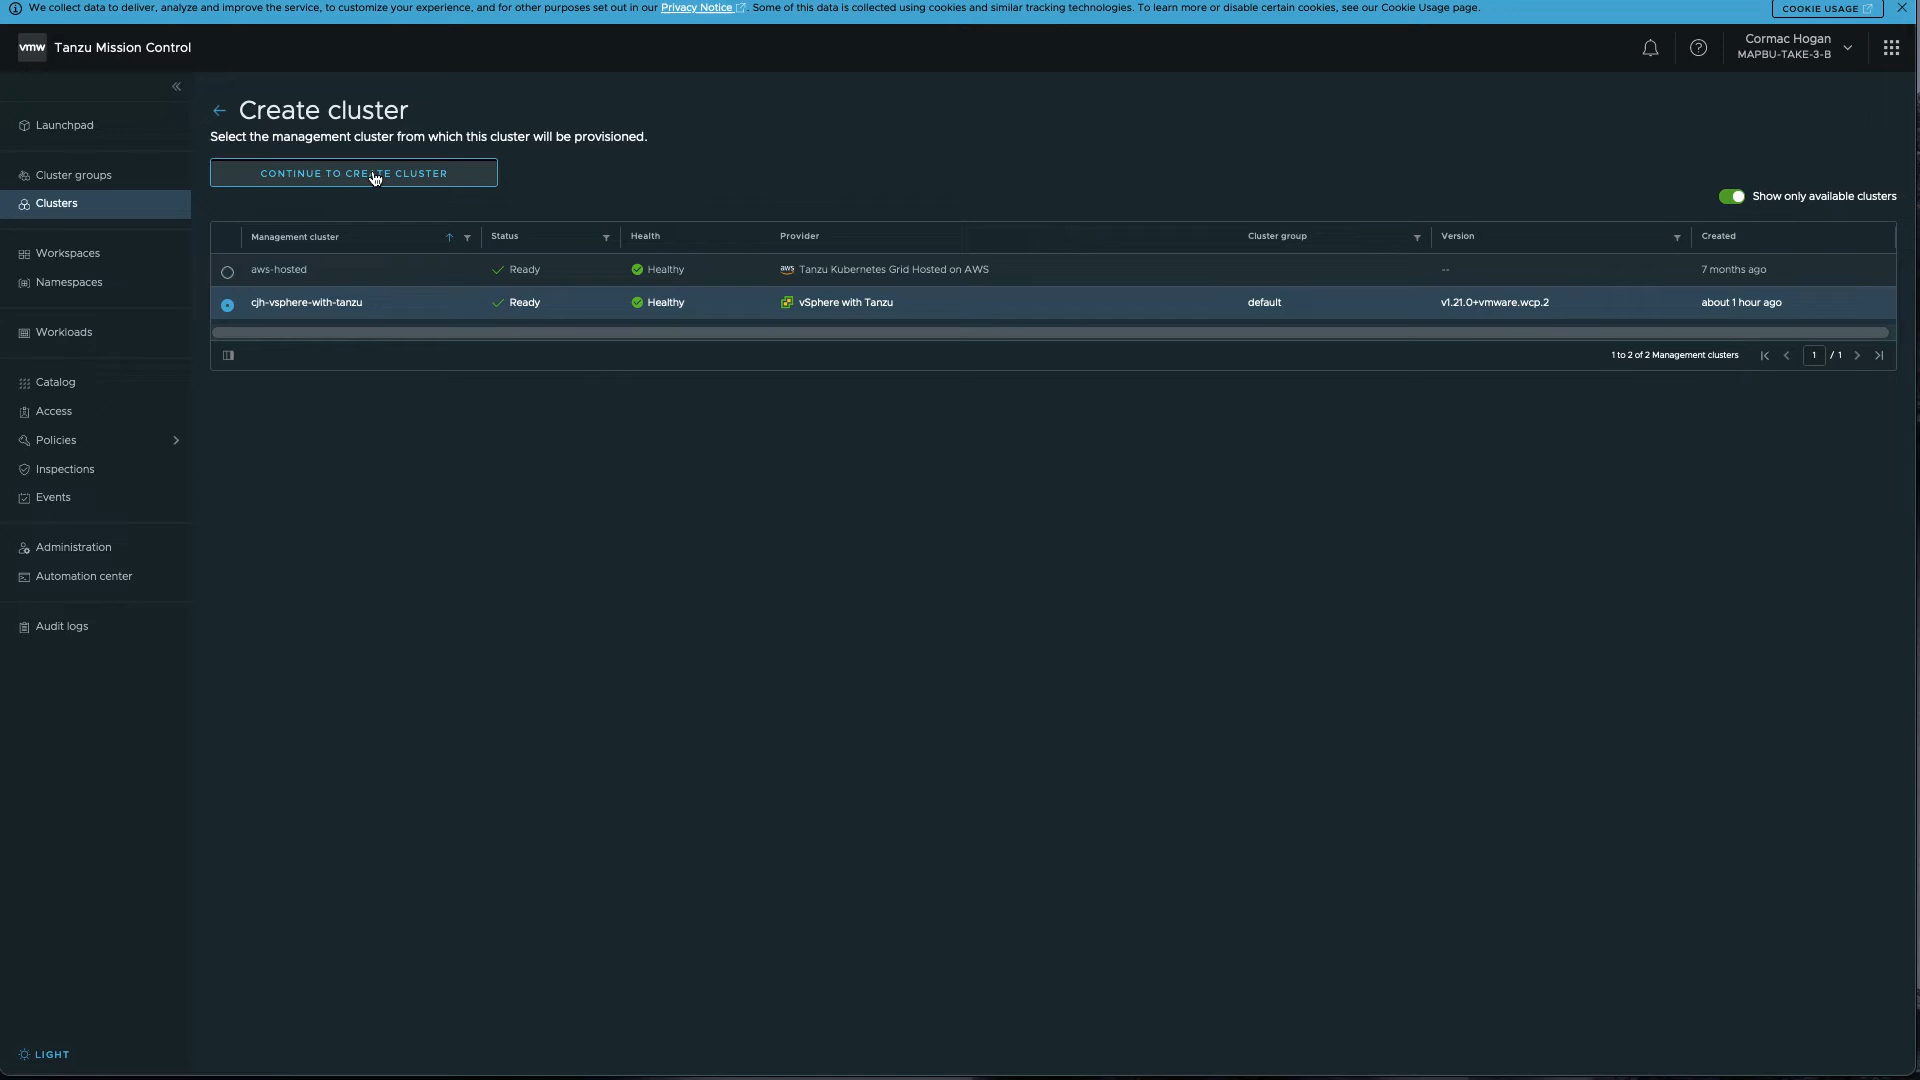 We collect data to deliver, analyze and improve the service, to customize your experience, and for other purposes set out in our Privacy Notice. Some of this data is collected using cookies and similar tracking technologies. To learn more or disable certain cookies, see our Cookie Usage page.
COOKIE USAGE
vmw Tanzu Mission Control
Cormac Hogan
MAPBU-TAKE-3-B
Launchpad
Cluster groups
Clusters
Workspaces
Namespaces
Workloads
Catalog
Access
Policies
Inspections
Events
Administration
Automation center
Audit logs
LIGHT
Create cluster
Select the management cluster from which this cluster will be provisioned.
CONTINUE TO CREATE CLUSTER
Show only available clusters
Management cluster Status Health Provider Cluster group Version Created
aws-hosted Ready Healthy aws Tanzu Kubernetes Grid Hosted on AWS -- 7 months ago
cjh-vsphere-with-tanzu Ready Healthy vSphere with Tanzu default v1.21.0+vmware.wcp.2 about 1 hour ago
1 to 2 of 2 Management clusters 1 / 1